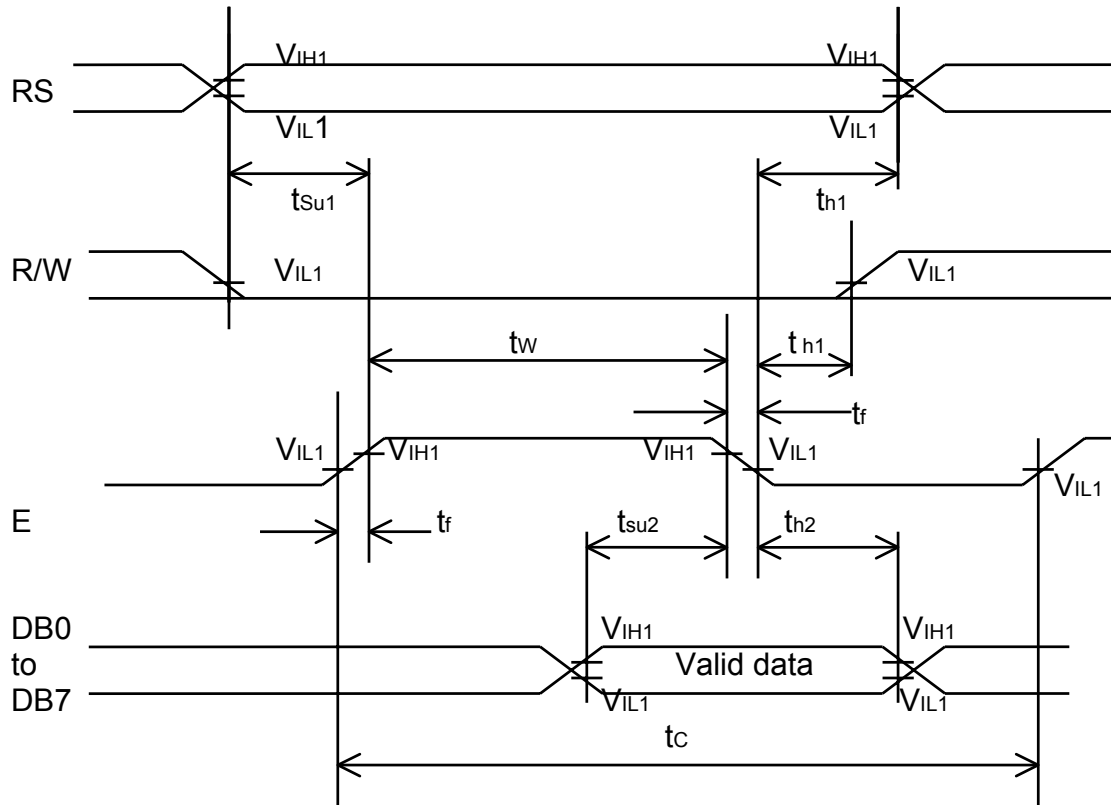 VIH1 VIH1
RS
VIL1 VIL1
tSu1 th1
R/W VIL1 VIL1
tW th1
tf
VIL1 VIH1 VIH1 VIL1 VIL1
E tf tsu2 th2
DB0 VIH1 VIH1
to Valid data
DB7 VIL1 VIL1
tC